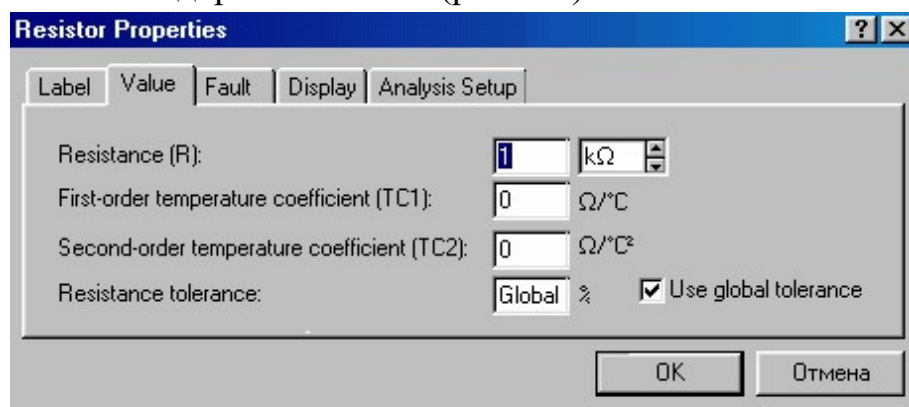 Resistor Properties ? ×
Label Value Fault Display Analysis Setup
Resistance (R): 1 kΩ
First-order temperature coefficient (TC1): 0 Ω/°C
Second-order temperature coefficient (TC2): 0 Ω/°C²
Resistance tolerance: Global % Use global tolerance
OK Отмена